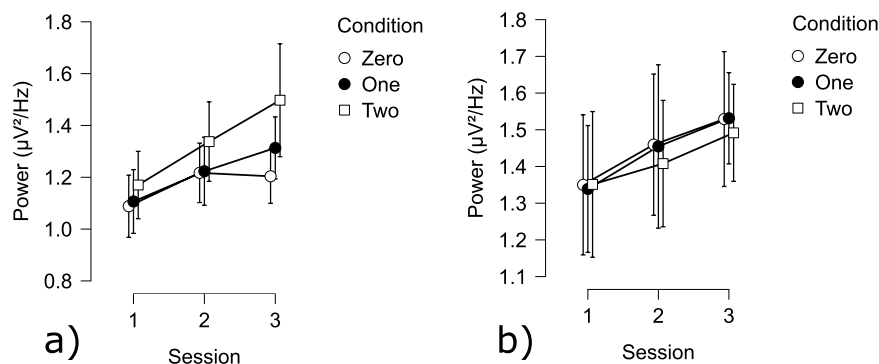 Power (µV²/Hz)
1.8
1.6
1.4
1.2
1.0
0.8
1 2 3
Session
a)
Condition
Zero
One
Two
Power (µV²/Hz)
1.8
1.7
1.6
1.5
1.4
1.3
1.2
1.1
1 2 3
Session
b)
Condition
Zero
One
Two